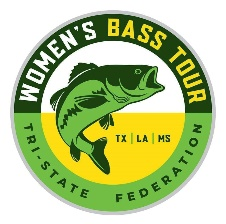 WOMEN'S BASS TOUR
TX | LA | MS
TRI-STATE FEDERATION